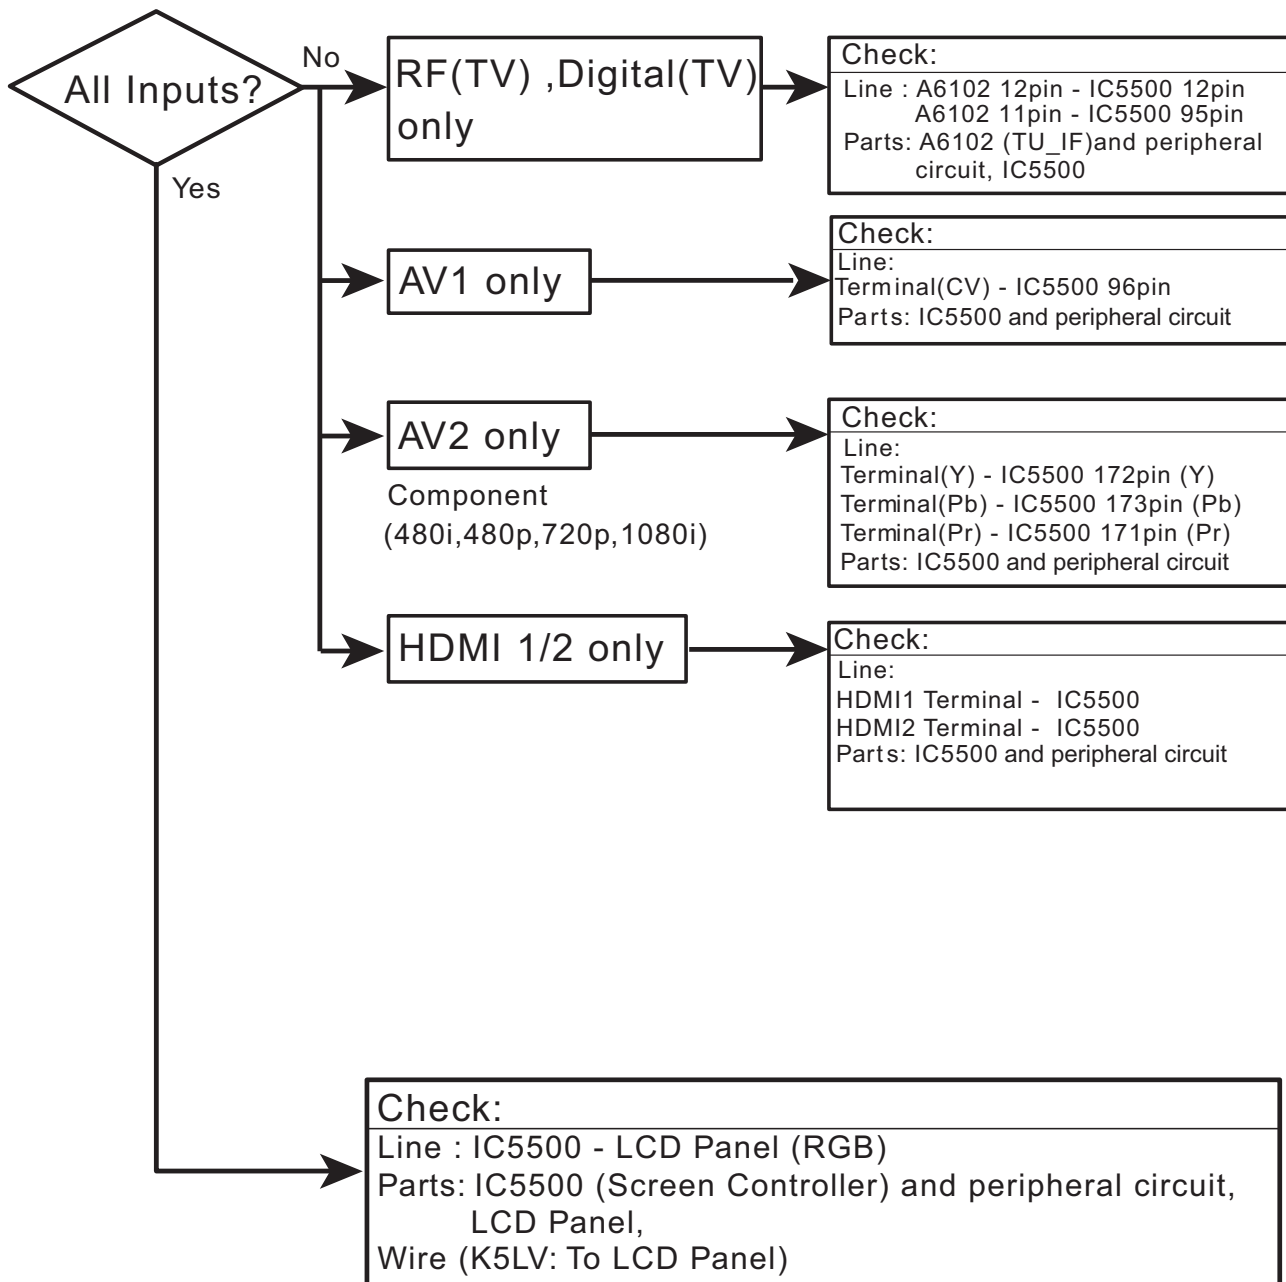 All Inputs?
No
Yes
RF(TV) ,Digital(TV)
only
Check:
Line : A6102 12pin - IC5500 12pin
A6102 11pin - IC5500 95pin
Parts: A6102 (TU_IF)and peripheral
circuit, IC5500
AV1 only
Check:
Line:
Terminal(CV) - IC5500 96pin
Parts: IC5500 and peripheral circuit
AV2 only
Component
(480i,480p,720p,1080i)
Check:
Line:
Terminal(Y) - IC5500 172pin (Y)
Terminal(Pb) - IC5500 173pin (Pb)
Terminal(Pr) - IC5500 171pin (Pr)
Parts: IC5500 and peripheral circuit
HDMI 1/2 only
Check:
Line:
HDMI1 Terminal - IC5500
HDMI2 Terminal - IC5500
Parts: IC5500 and peripheral circuit
Check:
Line : IC5500 - LCD Panel (RGB)
Parts: IC5500 (Screen Controller) and peripheral circuit,
LCD Panel,
Wire (K5LV: To LCD Panel)